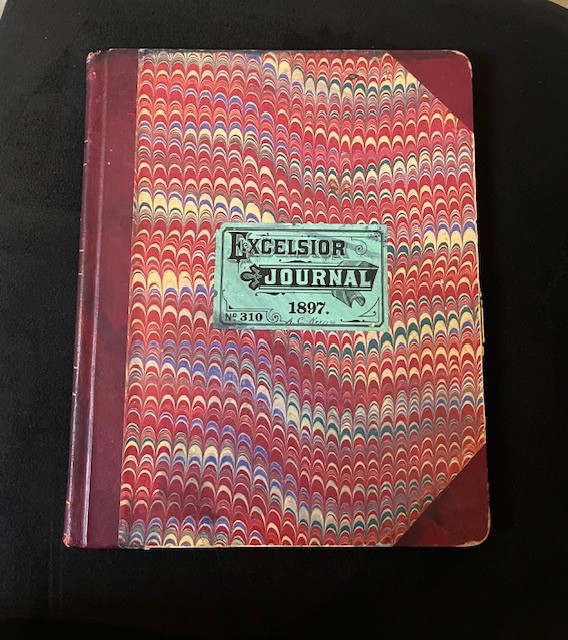 EXCELSIOR
JOURNAL
1897.
Nº 310